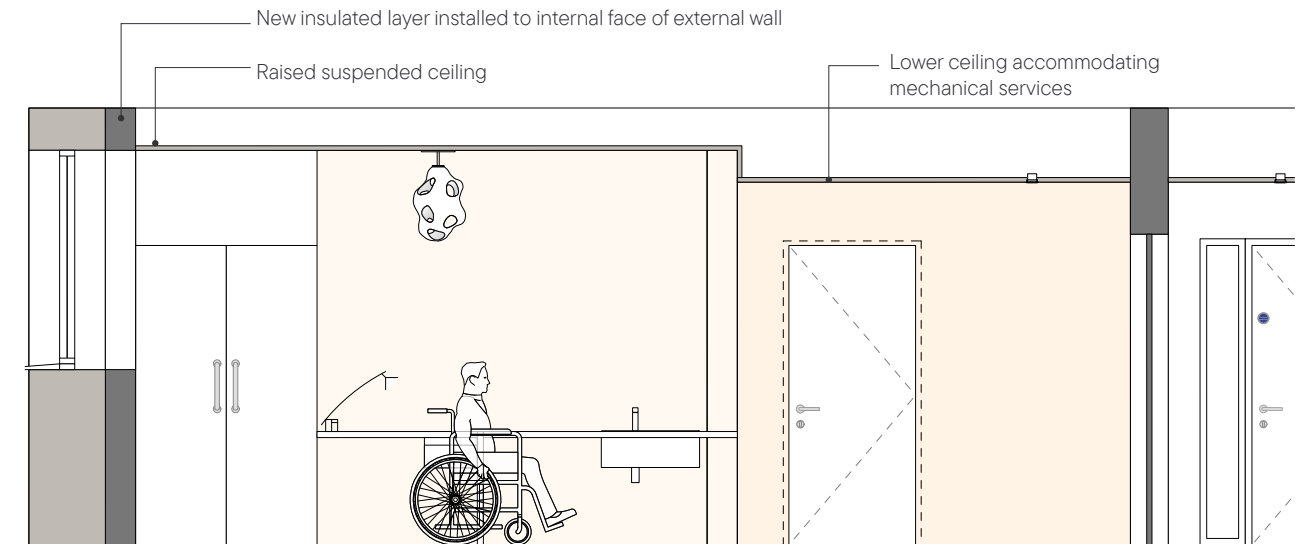 New insulated layer installed to internal face of external wall
Raised suspended ceiling
Lower ceiling accommodating
mechanical services